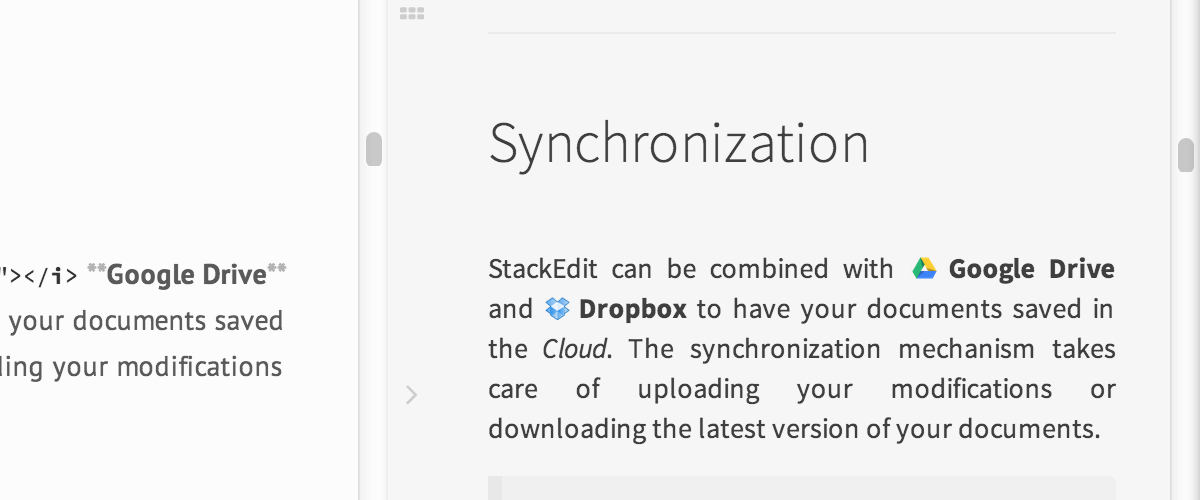 "></i> **Google Drive**
your documents saved
ding your modifications
Synchronization
StackEdit can be combined with Google Drive
and Dropbox to have your documents saved in
the Cloud. The synchronization mechanism takes
care of uploading your modifications or
downloading the latest version of your documents.